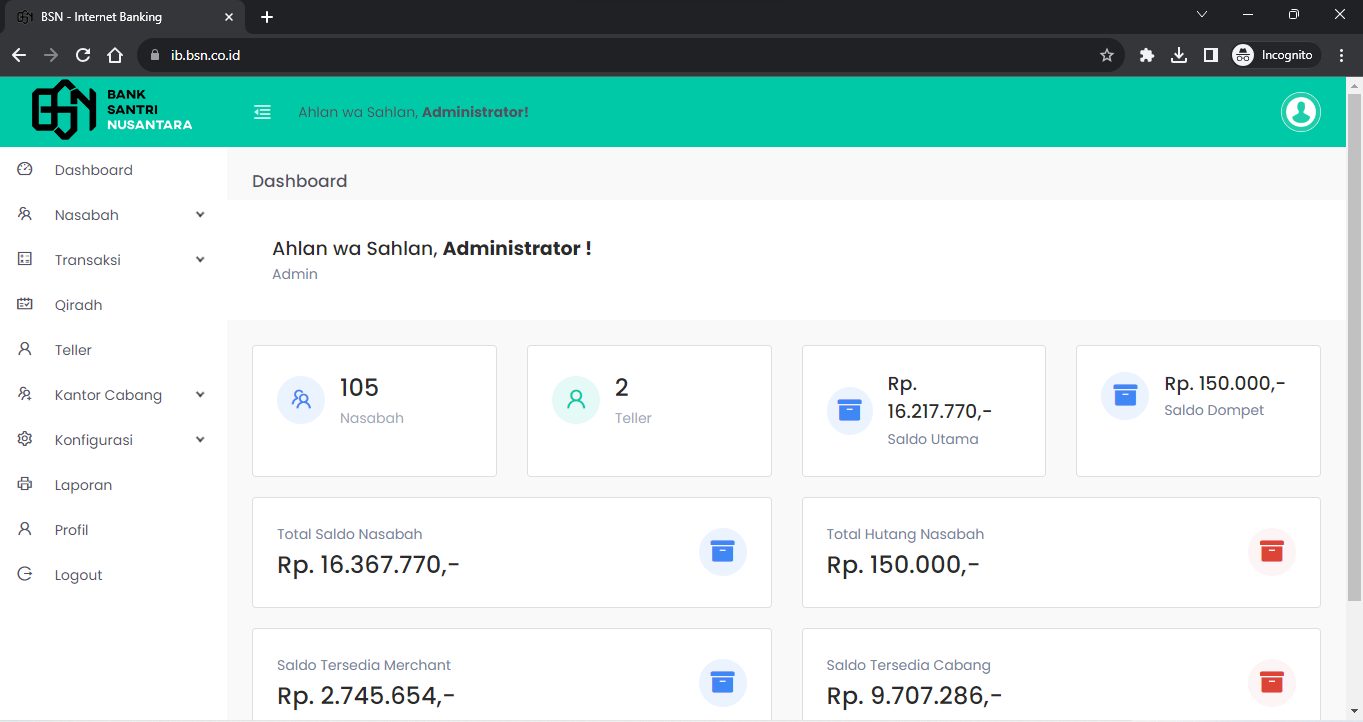 BSN - Internet Banking
ib.bsn.co.id
Incognito
BSN
BANK
SANTRI
NUSANTARA
Ahlan wa Sahlan, Administrator!
Dashboard
Nasabah
Transaksi
Qiradh
Teller
Kantor Cabang
Konfigurasi
Laporan
Profil
Logout
Dashboard
Ahlan wa Sahlan, Administrator !
Admin
105
Nasabah
2
Teller
Rp.
16.217.770,-
Saldo Utama
Rp. 150.000,-
Saldo Dompet
Total Saldo Nasabah
Rp. 16.367.770,-
Total Hutang Nasabah
Rp. 150.000,-
Saldo Tersedia Merchant
Rp. 2.745.654,-
Saldo Tersedia Cabang
Rp. 9.707.286,-